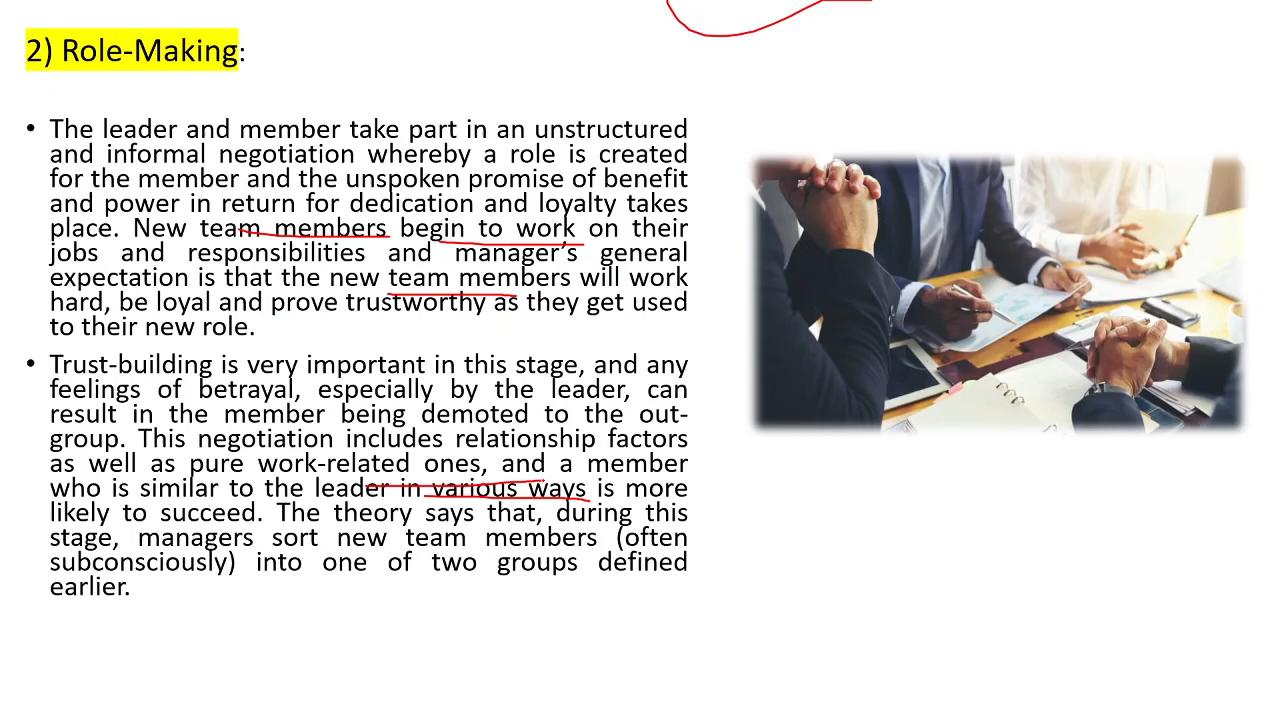 2) Role-Making:
• The leader and member take part in an unstructured
and informal negotiation whereby a role is created
for the member and the unspoken promise of benefit
and power in return for dedication and loyalty takes
place. New team members begin to work on their
jobs and responsibilities and manager’s general
expectation is that the new team members will work
hard, be loyal and prove trustworthy as they get used
to their new role.
• Trust-building is very important in this stage, and any
feelings of betrayal, especially by the leader, can
result in the member being demoted to the out-
group. This negotiation includes relationship factors
as well as pure work-related ones, and a member
who is similar to the leader in various ways is more
likely to succeed. The theory says that, during this
stage, managers sort new team members (often
subconsciously) into one of two groups defined
earlier.